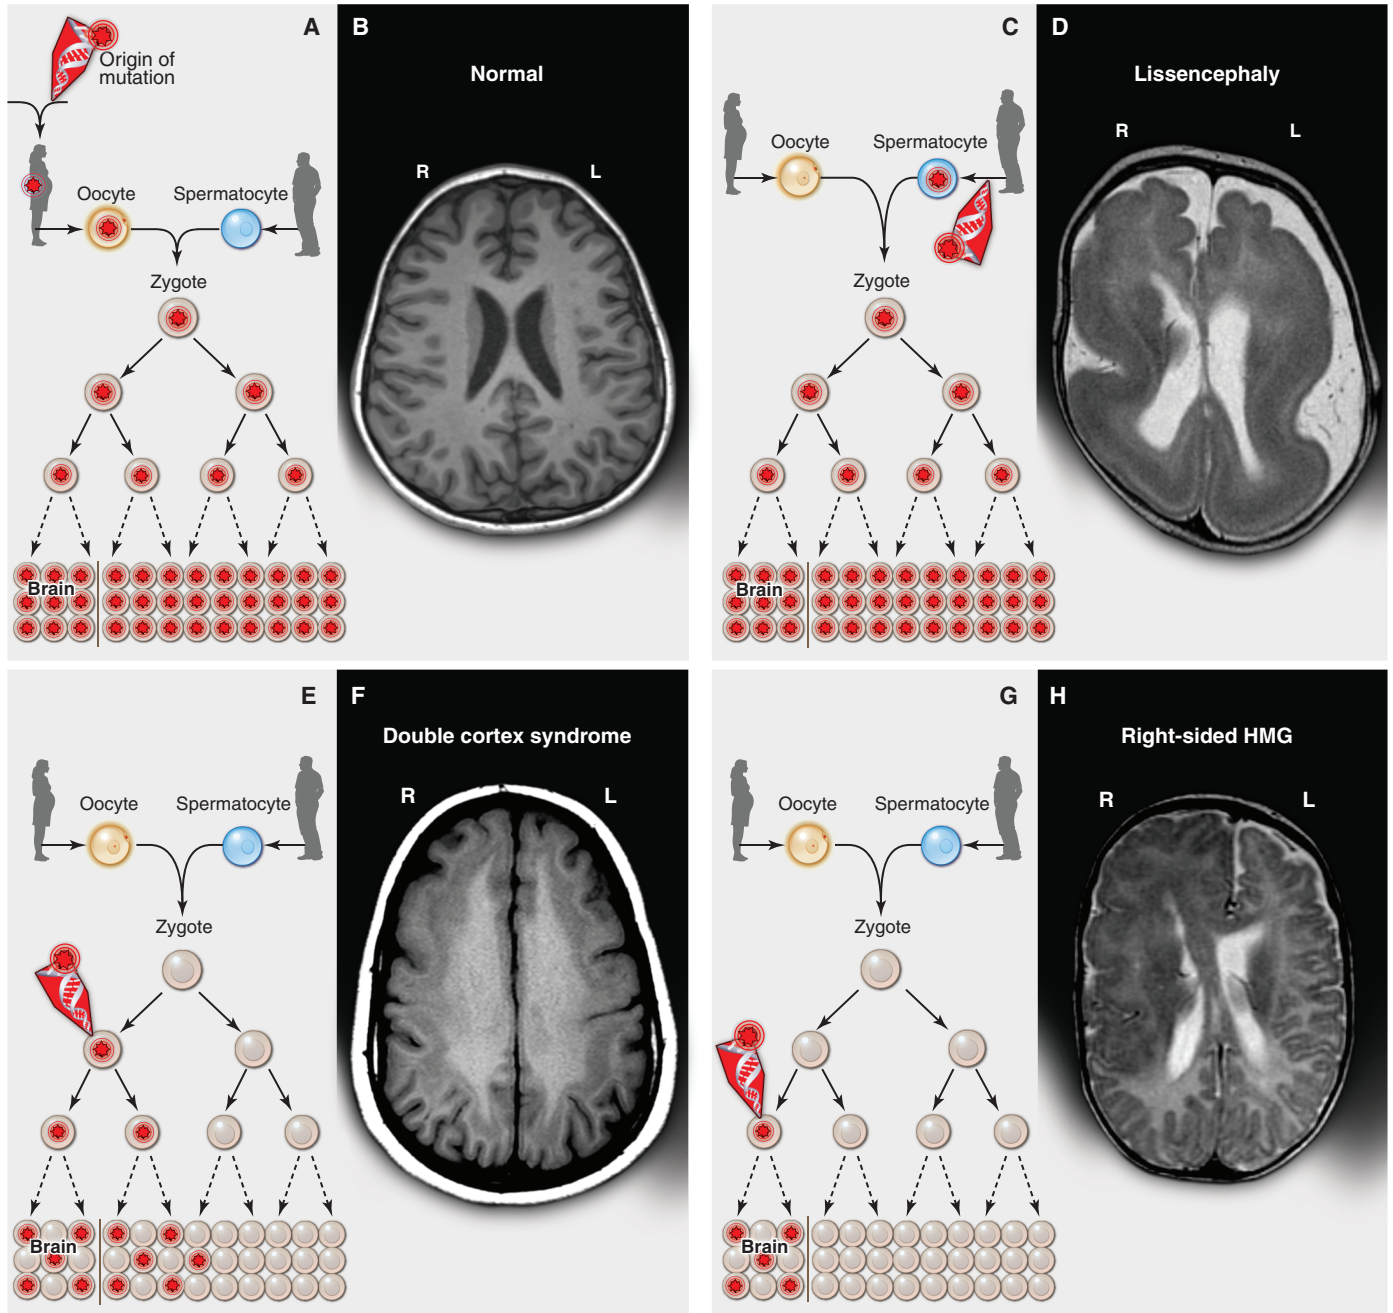 A
Origin of
mutation
Oocyte
Spermatocyte
Zygote
Brain
B
Normal
R
L
C
Oocyte
Spermatocyte
Zygote
Brain
D
Lissencephaly
R
L
E
Oocyte
Spermatocyte
Zygote
Brain
F
Double cortex syndrome
R
L
G
Oocyte
Spermatocyte
Zygote
Brain
H
Right-sided HMG
R
L